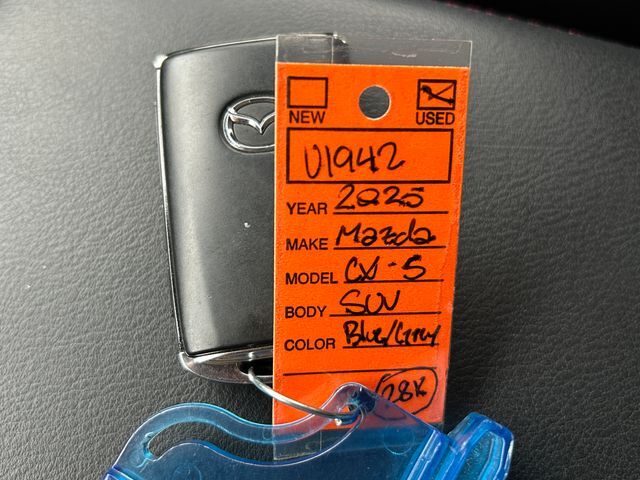 NEW USED
U1942
YEAR 2025
MAKE Mazda
MODEL CX-5
BODY SUV
COLOR Blue/Grey
28K